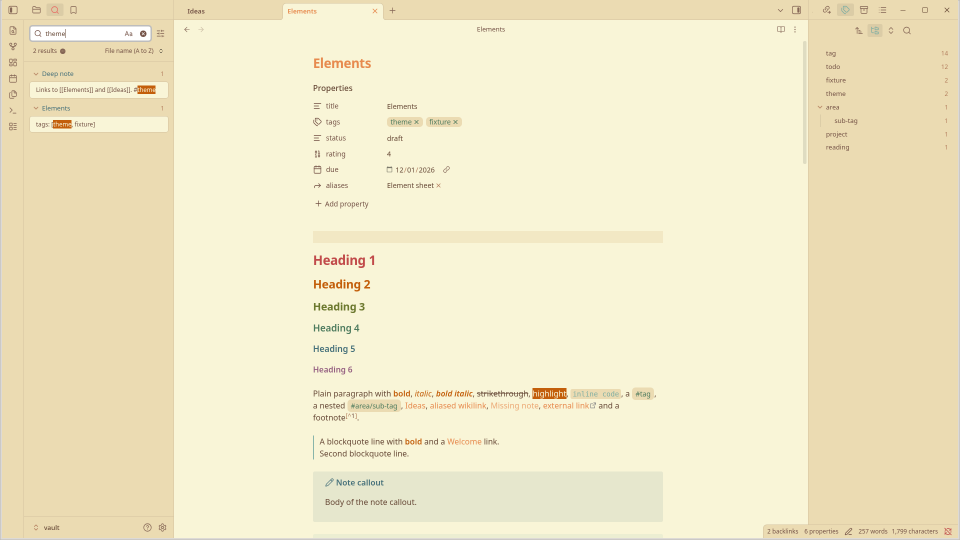 Ideas
Elements
theme
Aa
2 results
File name (A to Z)
Deep note
1
Links to [[Elements]] and [[Ideas]]. #theme
Elements
1
tags: [theme, fixture]
vault
Elements
Elements
Properties
title
Elements
tags
theme
fixture
status
draft
rating
4
due
12/01/2026
aliases
Element sheet
Add property
Heading 1
Heading 2
Heading 3
Heading 4
Heading 5
Heading 6
Plain paragraph with bold, italic, bold italic, strikethrough, highlight, inline code, a #tag,
a nested #area/sub-tag, Ideas, aliased wikilink, Missing note, external link and a
footnote[^1].
A blockquote line with bold and a Welcome link.
Second blockquote line.
Note callout
Body of the note callout.
tag
14
todo
12
fixture
2
theme
2
area
1
sub-tag
1
project
1
reading
1
2 backlinks
6 properties
257 words
1,799 characters